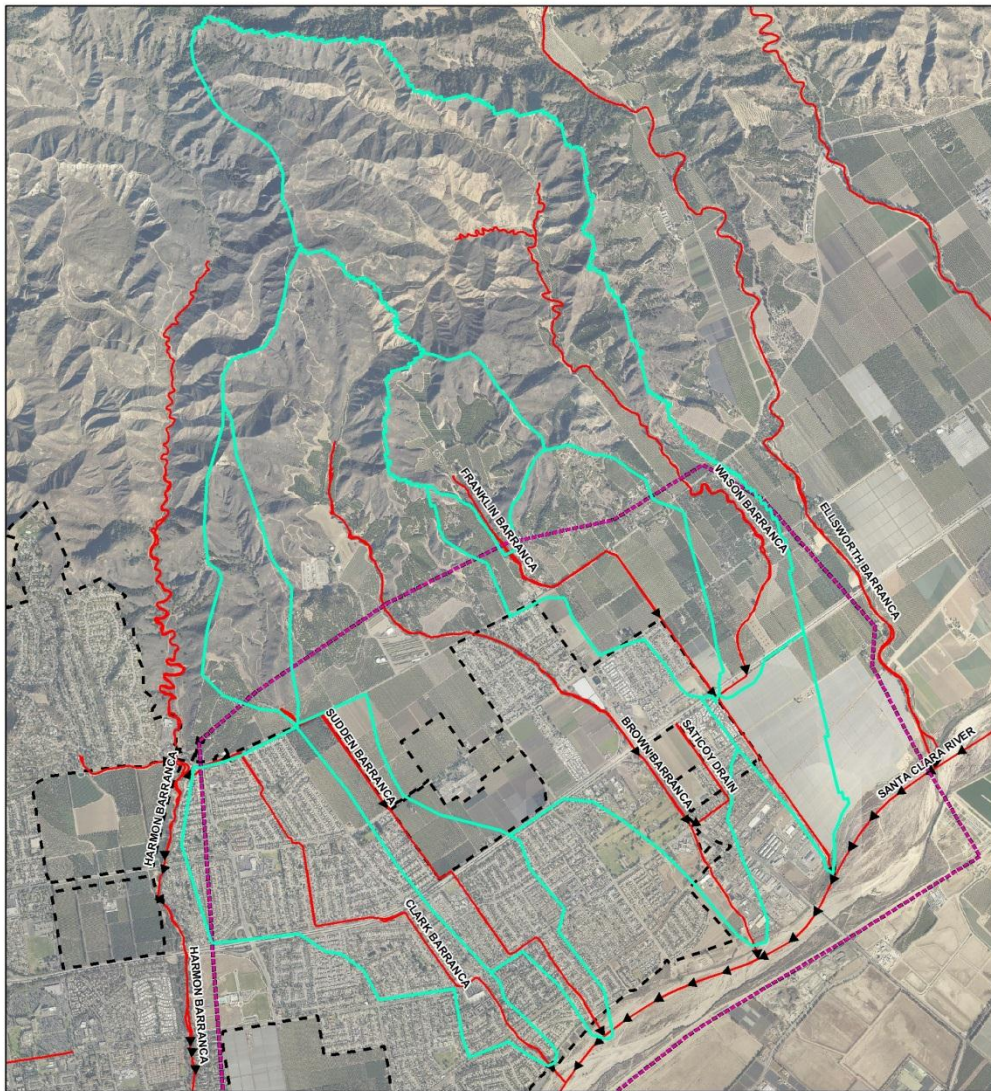 FRANKLIN BARRANCA
WASON BARRANCA
ELLSWORTH BARRANCA
SUDDEN BARRANCA
BROWN BARRANCA
SATICOY DRAIN
SANTA CLARA RIVER
HARMON BARRANCA
CLARK BARRANCA
HARMON BARRANCA